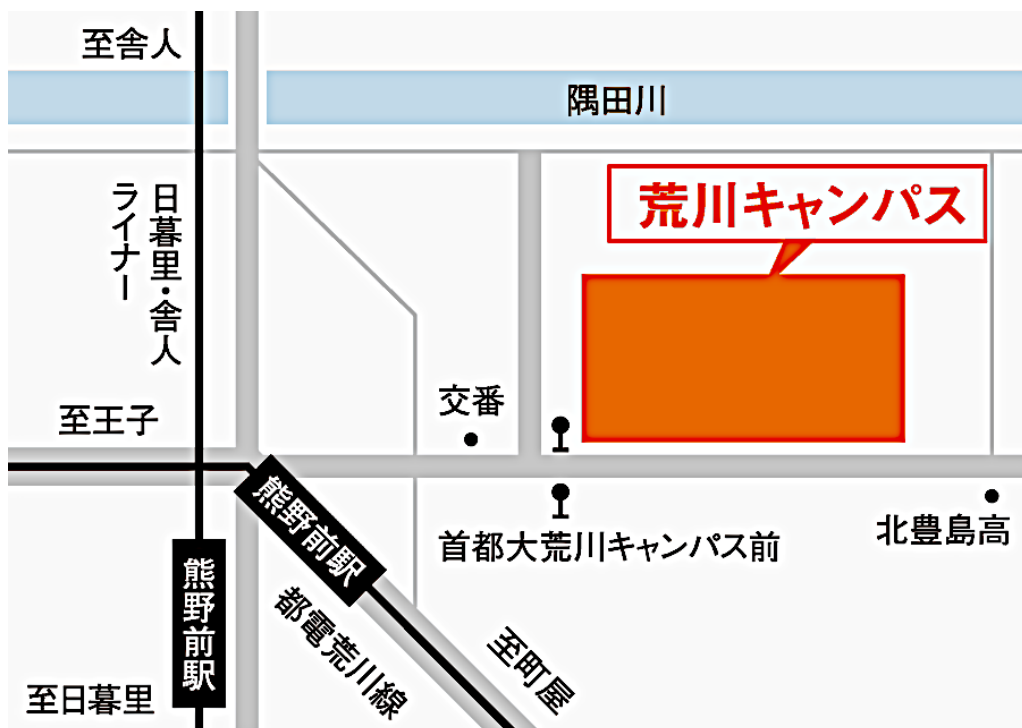 至舎人
隅田川
荒川キャンパス
日暮里・舎人
ライナー
交番
至王子
熊野前駅
首都大荒川キャンパス前
北豊島高
熊野前駅
都電荒川線
至町屋
至日暮里